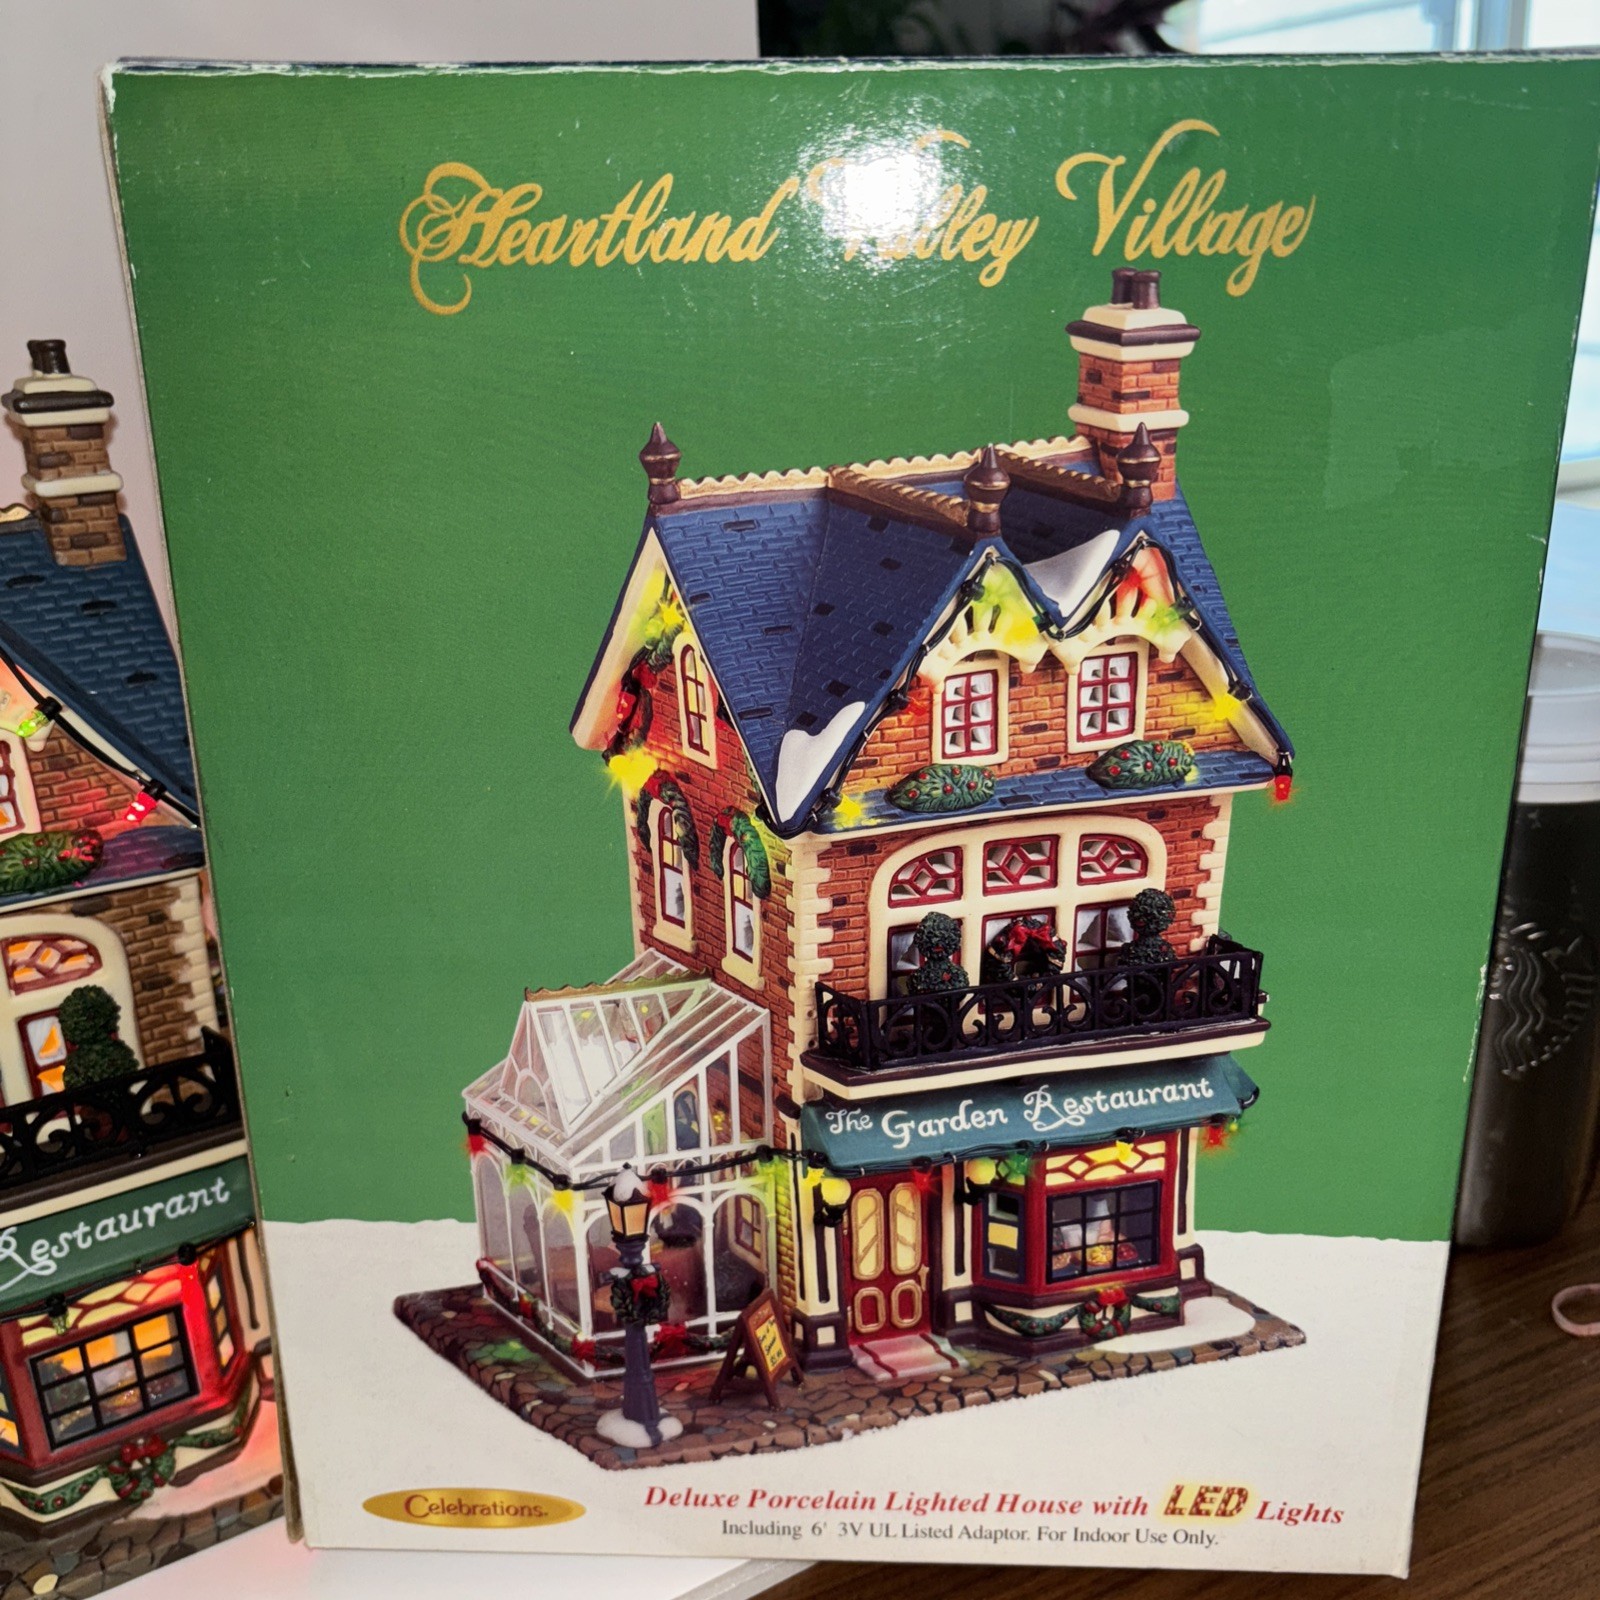 Heartland Valley Village
The Garden Restaurant
Restaurant
Celebrations.
Deluxe Porcelain Lighted House with LED Lights
Including 6' 3V UL Listed Adaptor. For Indoor Use Only.